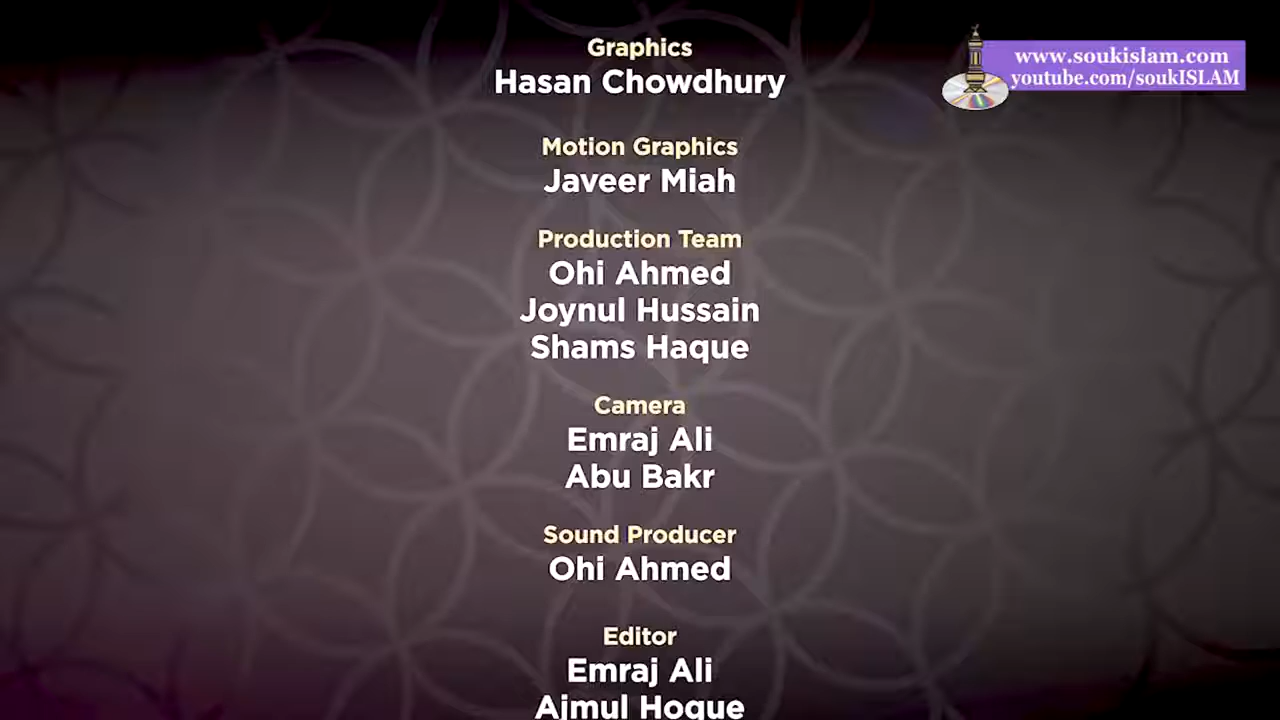 Graphics
Hasan Chowdhury
www.soukislam.com
youtube.com/soukISLAM
Motion Graphics
Javeer Miah
Production Team
Ohi Ahmed
Joynul Hussain
Shams Haque
Camera
Emraj Ali
Abu Bakr
Sound Producer
Ohi Ahmed
Editor
Emraj Ali
Ajmul Hoque